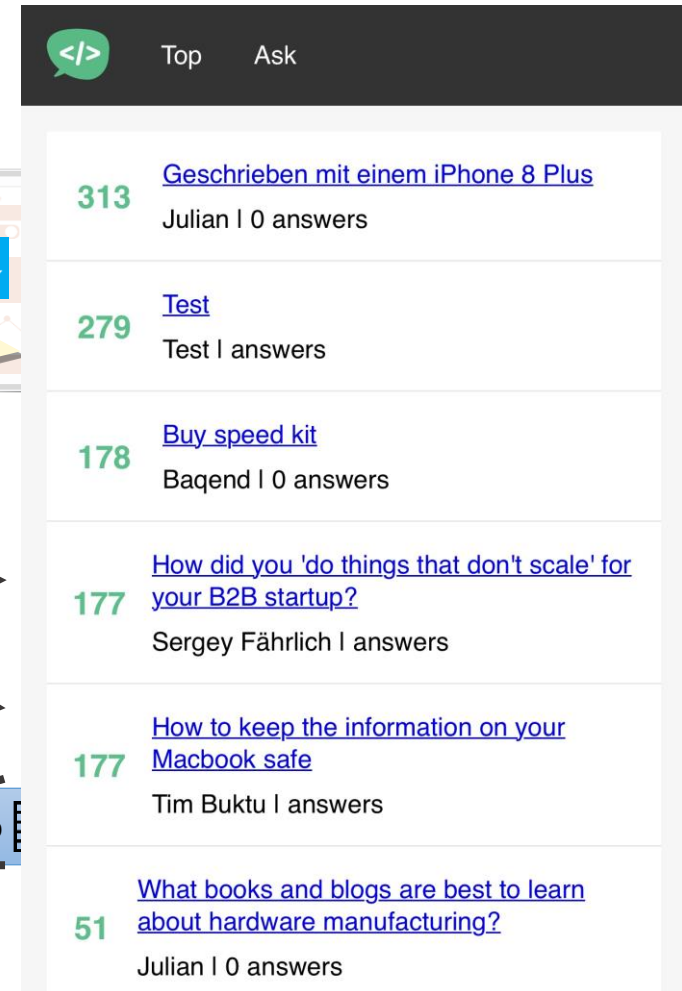 </>
Top Ask
313
Geschrieben mit einem iPhone 8 Plus
Julian | 0 answers
279
Test
Test | answers
178
Buy speed kit
Baqend | 0 answers
177
How did you 'do things that don't scale' for
your B2B startup?
Sergey Fährlich | answers
177
How to keep the information on your
Macbook safe
Tim Buktu | answers
51
What books and blogs are best to learn
about hardware manufacturing?
Julian | 0 answers